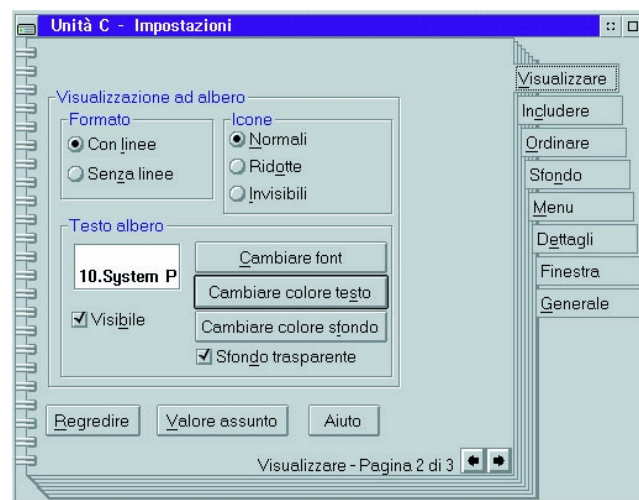 Unità C - Impostazioni
Visualizzare
Includere
Ordinare
Sfondo
Menu
Dettagli
Finestra
Generale
Visualizzazione ad albero
Formato
Con linee
Senza linee
Icone
Normali
Ridotte
Invisibili
Testo albero
10.System P
Visibile
Cambiare font
Cambiare colore testo
Cambiare colore sfondo
Sfondo trasparente
Regredire
Valore assunto
Aiuto
Visualizzare - Pagina 2 di 3